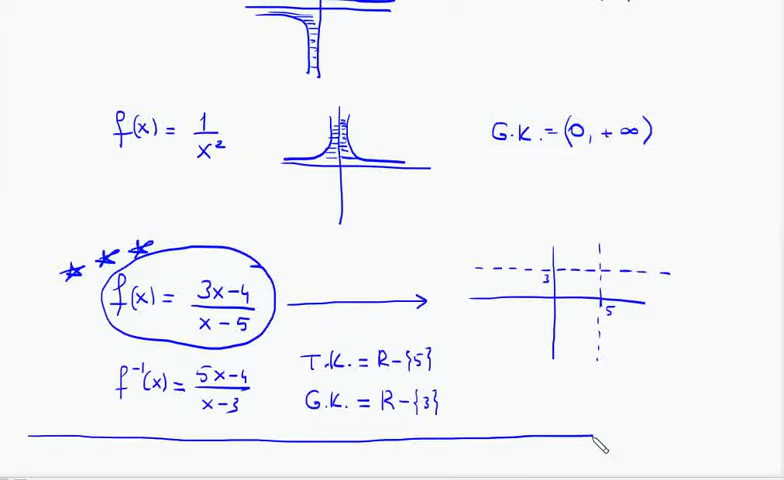 f(x) = 1/x² G.K. = (0, +∞)
★ ★ ★
f(x) = (3x-4)/(x-5)
3
5
f⁻¹(x) = (5x-4)/(x-3)
T.K. = R-{5}
G.K. = R-{3}